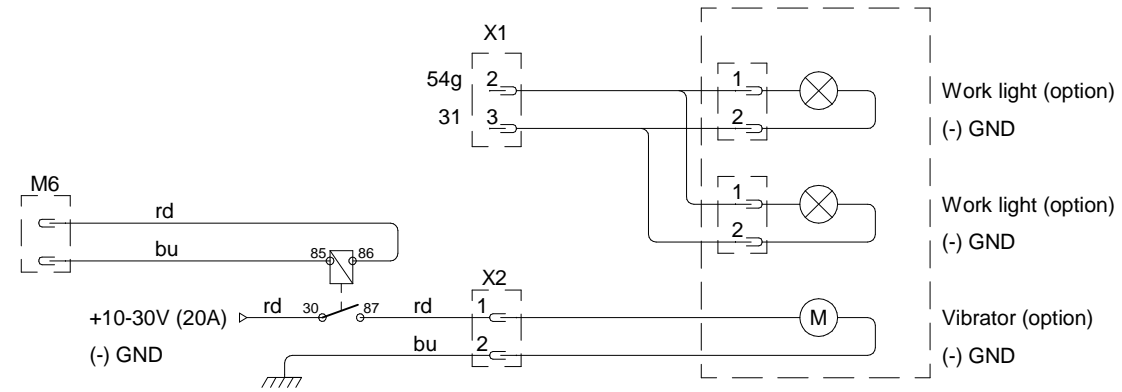 X1
54g 2 1 Work light (option)
31 3 2 (-) GND
M6
rd 1 Work light (option)
bu 85 86 2 (-) GND
X2
+10-30V (20A) rd 30 87 rd 1 M Vibrator (option)
(-) GND bu 2 (-) GND